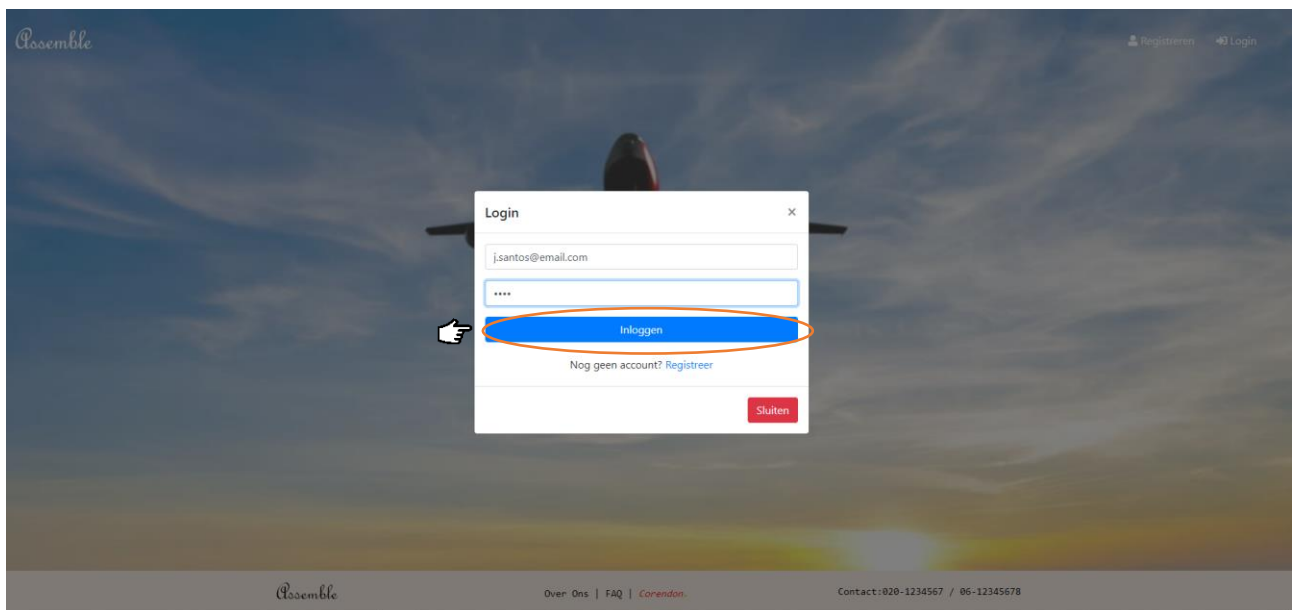 Assemble
Registreren Login
Login ×
j.santos@email.com
••••
Inloggen
Nog geen account? Registreer
Sluiten
Assemble
Over Ons | FAQ | Corendon.
Contact:020-1234567 / 06-12345678